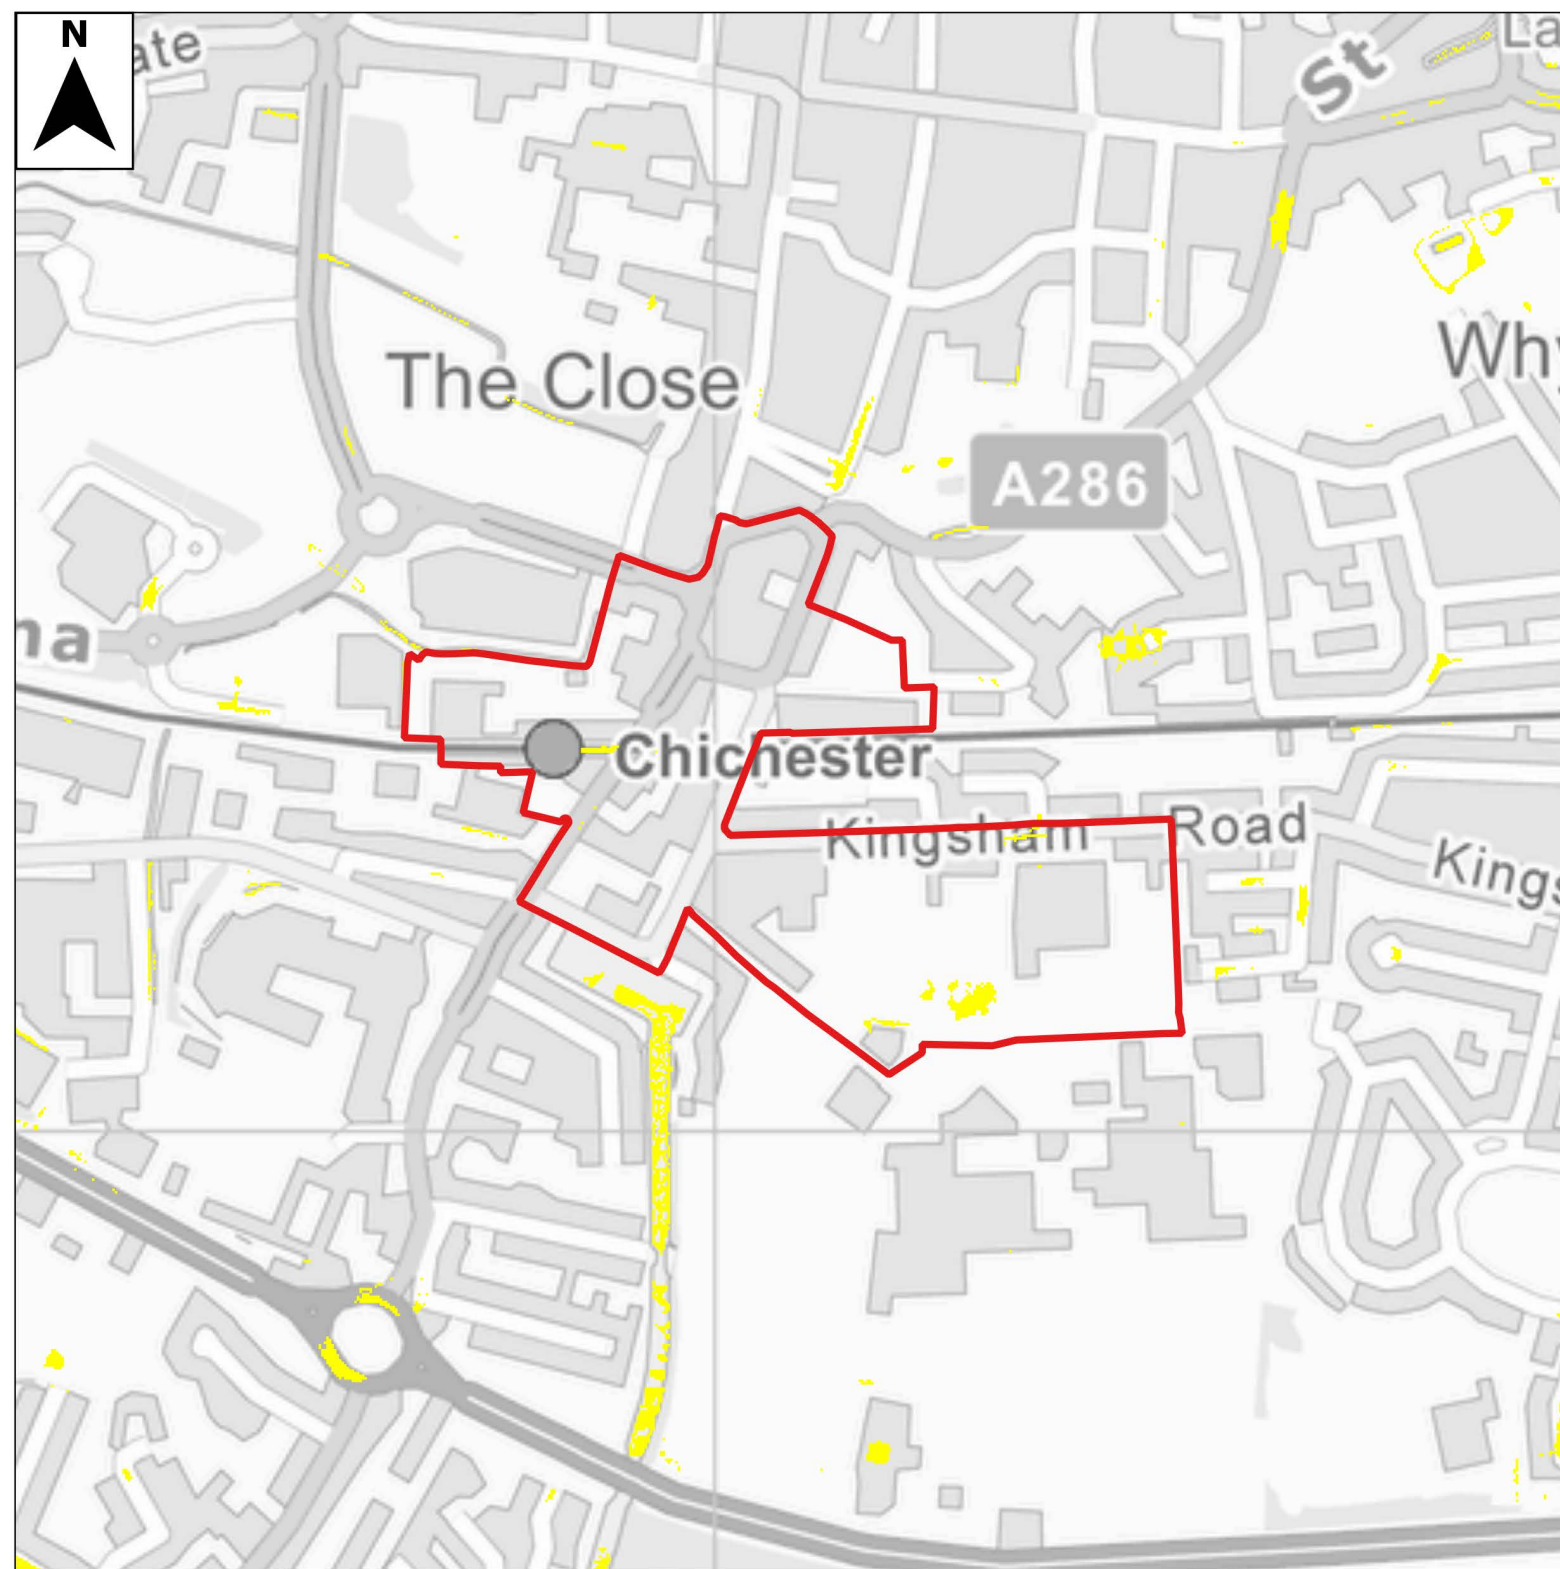 N
ate
St
La
The Close
Why
A286
na
Chichester
Kingsham
Road
Kings